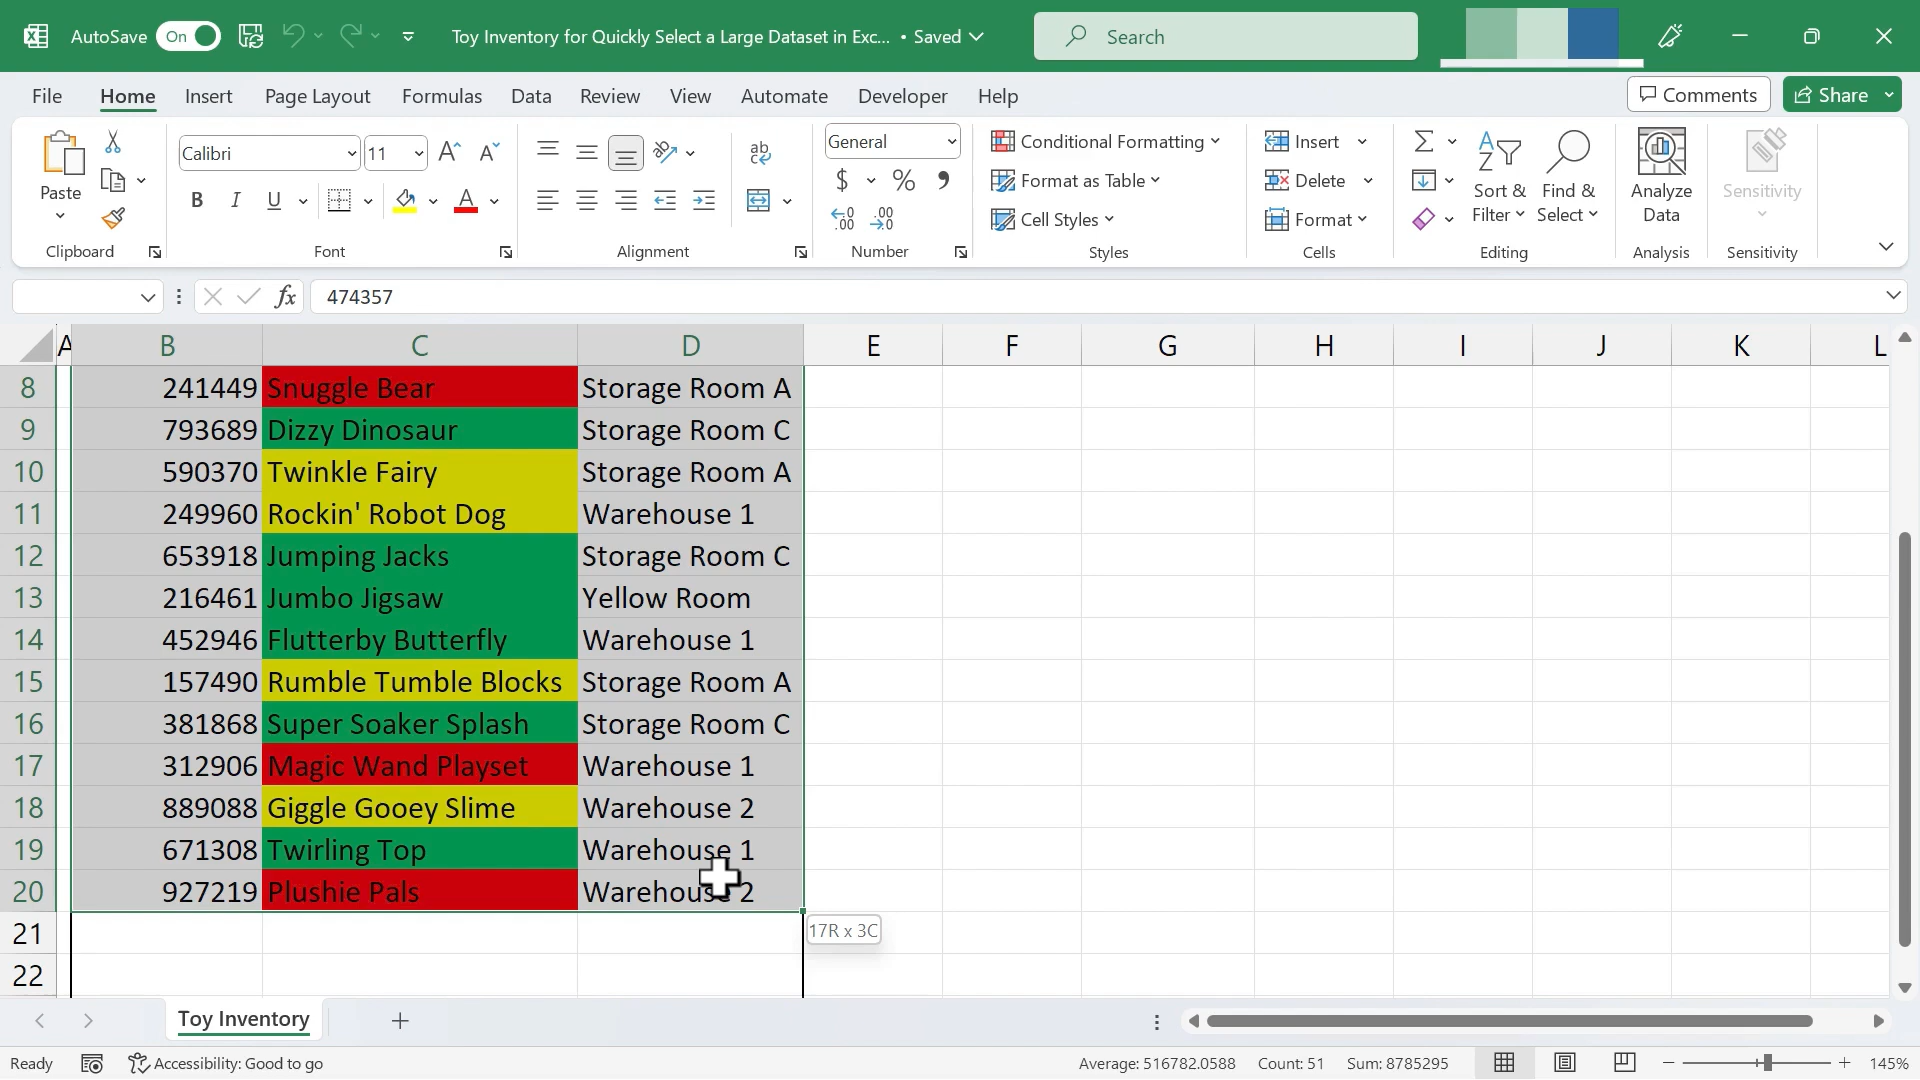 AutoSave On Toy Inventory for Quickly Select a Large Dataset in Exc... • Saved Search
File Home Insert Page Layout Formulas Data Review View Automate Developer Help Comments Share
Paste Calibri 11 General Conditional Formatting Insert
B I U $ % Format as Table Delete Sort & Filter Find & Select Analyze Data Sensitivity
Cell Styles Format
Clipboard Font Alignment Number Styles Cells Editing Analysis Sensitivity
fx 474357
A B C D E F G H I J K L
8 241449 Snuggle Bear Storage Room A
9 793689 Dizzy Dinosaur Storage Room C
10 590370 Twinkle Fairy Storage Room A
11 249960 Rockin' Robot Dog Warehouse 1
12 653918 Jumping Jacks Storage Room C
13 216461 Jumbo Jigsaw Yellow Room
14 452946 Flutterby Butterfly Warehouse 1
15 157490 Rumble Tumble Blocks Storage Room A
16 381868 Super Soaker Splash Storage Room C
17 312906 Magic Wand Playset Warehouse 1
18 889088 Giggle Gooey Slime Warehouse 2
19 671308 Twirling Top Warehouse 1
20 927219 Plushie Pals Warehouse 2
21 17R x 3C
22
Toy Inventory
Ready Accessibility: Good to go Average: 516782.0588 Count: 51 Sum: 8785295 145%